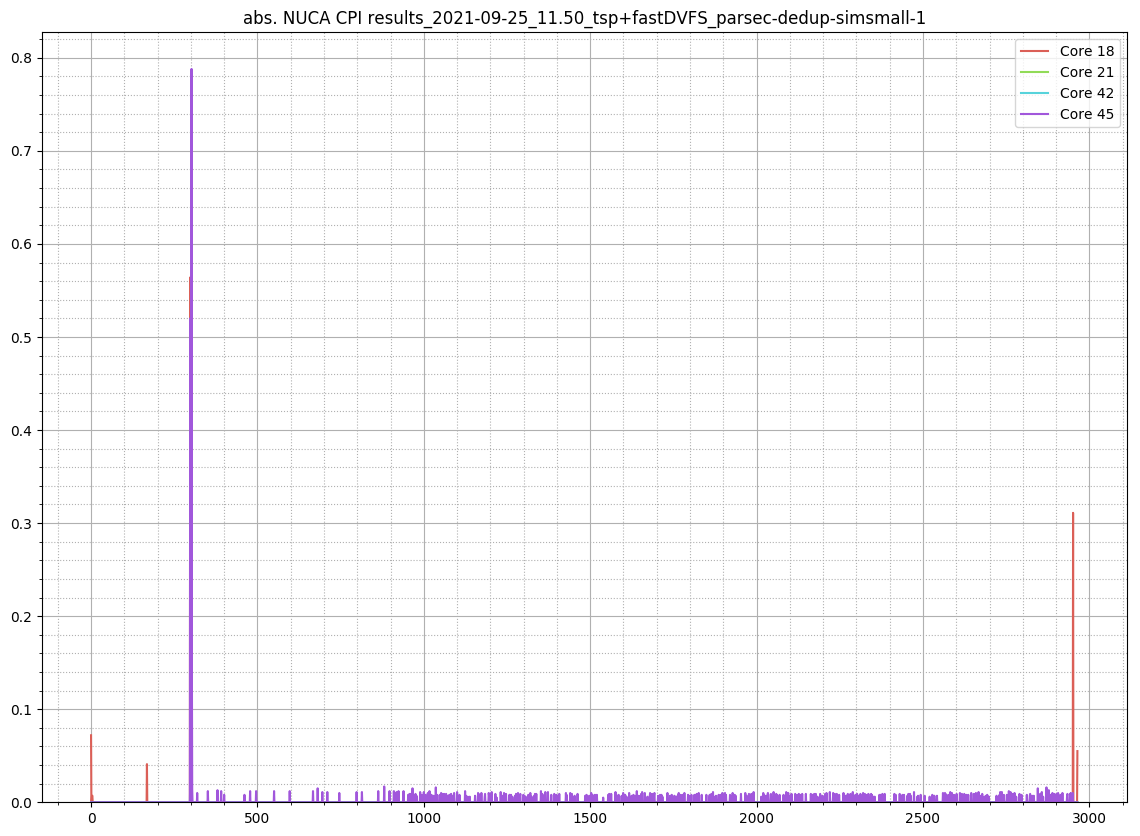 abs. NUCA CPI results_2021-09-25_11.50_tsp+fastDVFS_parsec-dedup-simsmall-1
Core 18
Core 21
Core 42
Core 45
0.8
0.7
0.6
0.5
0.4
0.3
0.2
0.1
0.0
0 500 1000 1500 2000 2500 3000